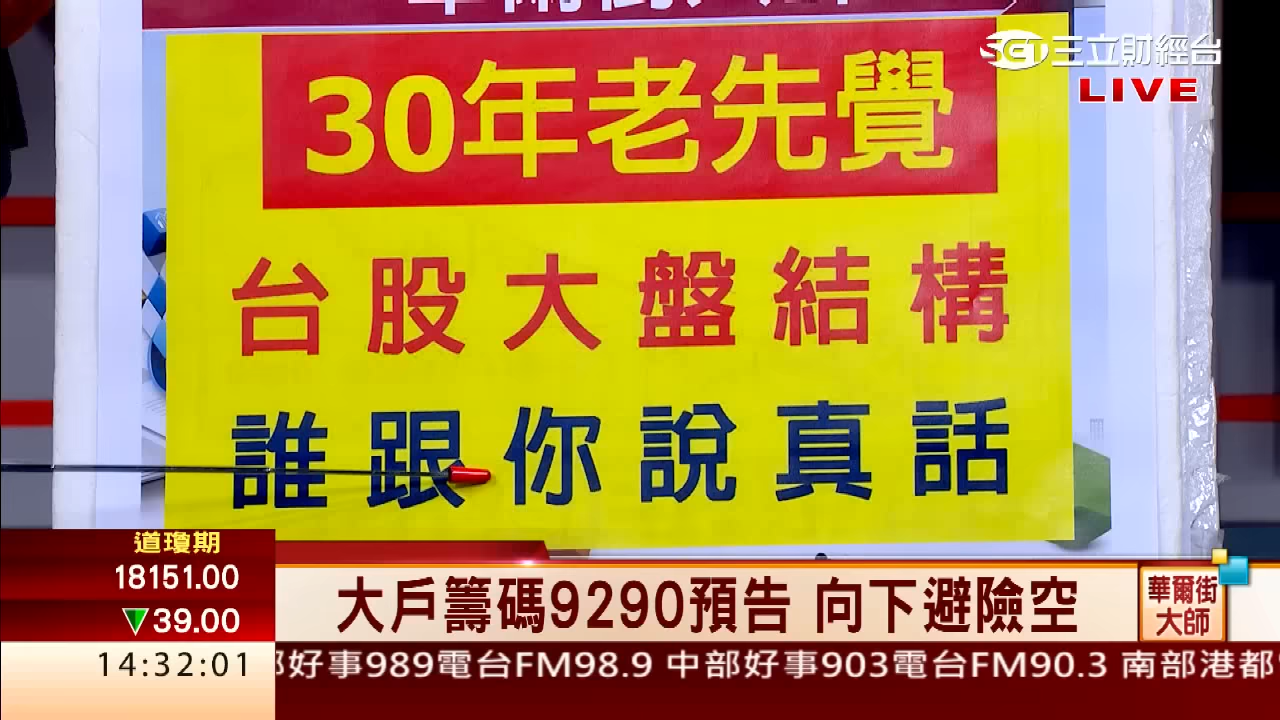 SET三立財經台
LIVE
30年老先覺
台股大盤結構
誰跟你說真話
道瓊期
18151.00
▼39.00
14:32:01
大戶籌碼9290預告 向下避險空
華爾街
大師
好事989電台FM98.9 中部好事903電台FM90.3 南部港都